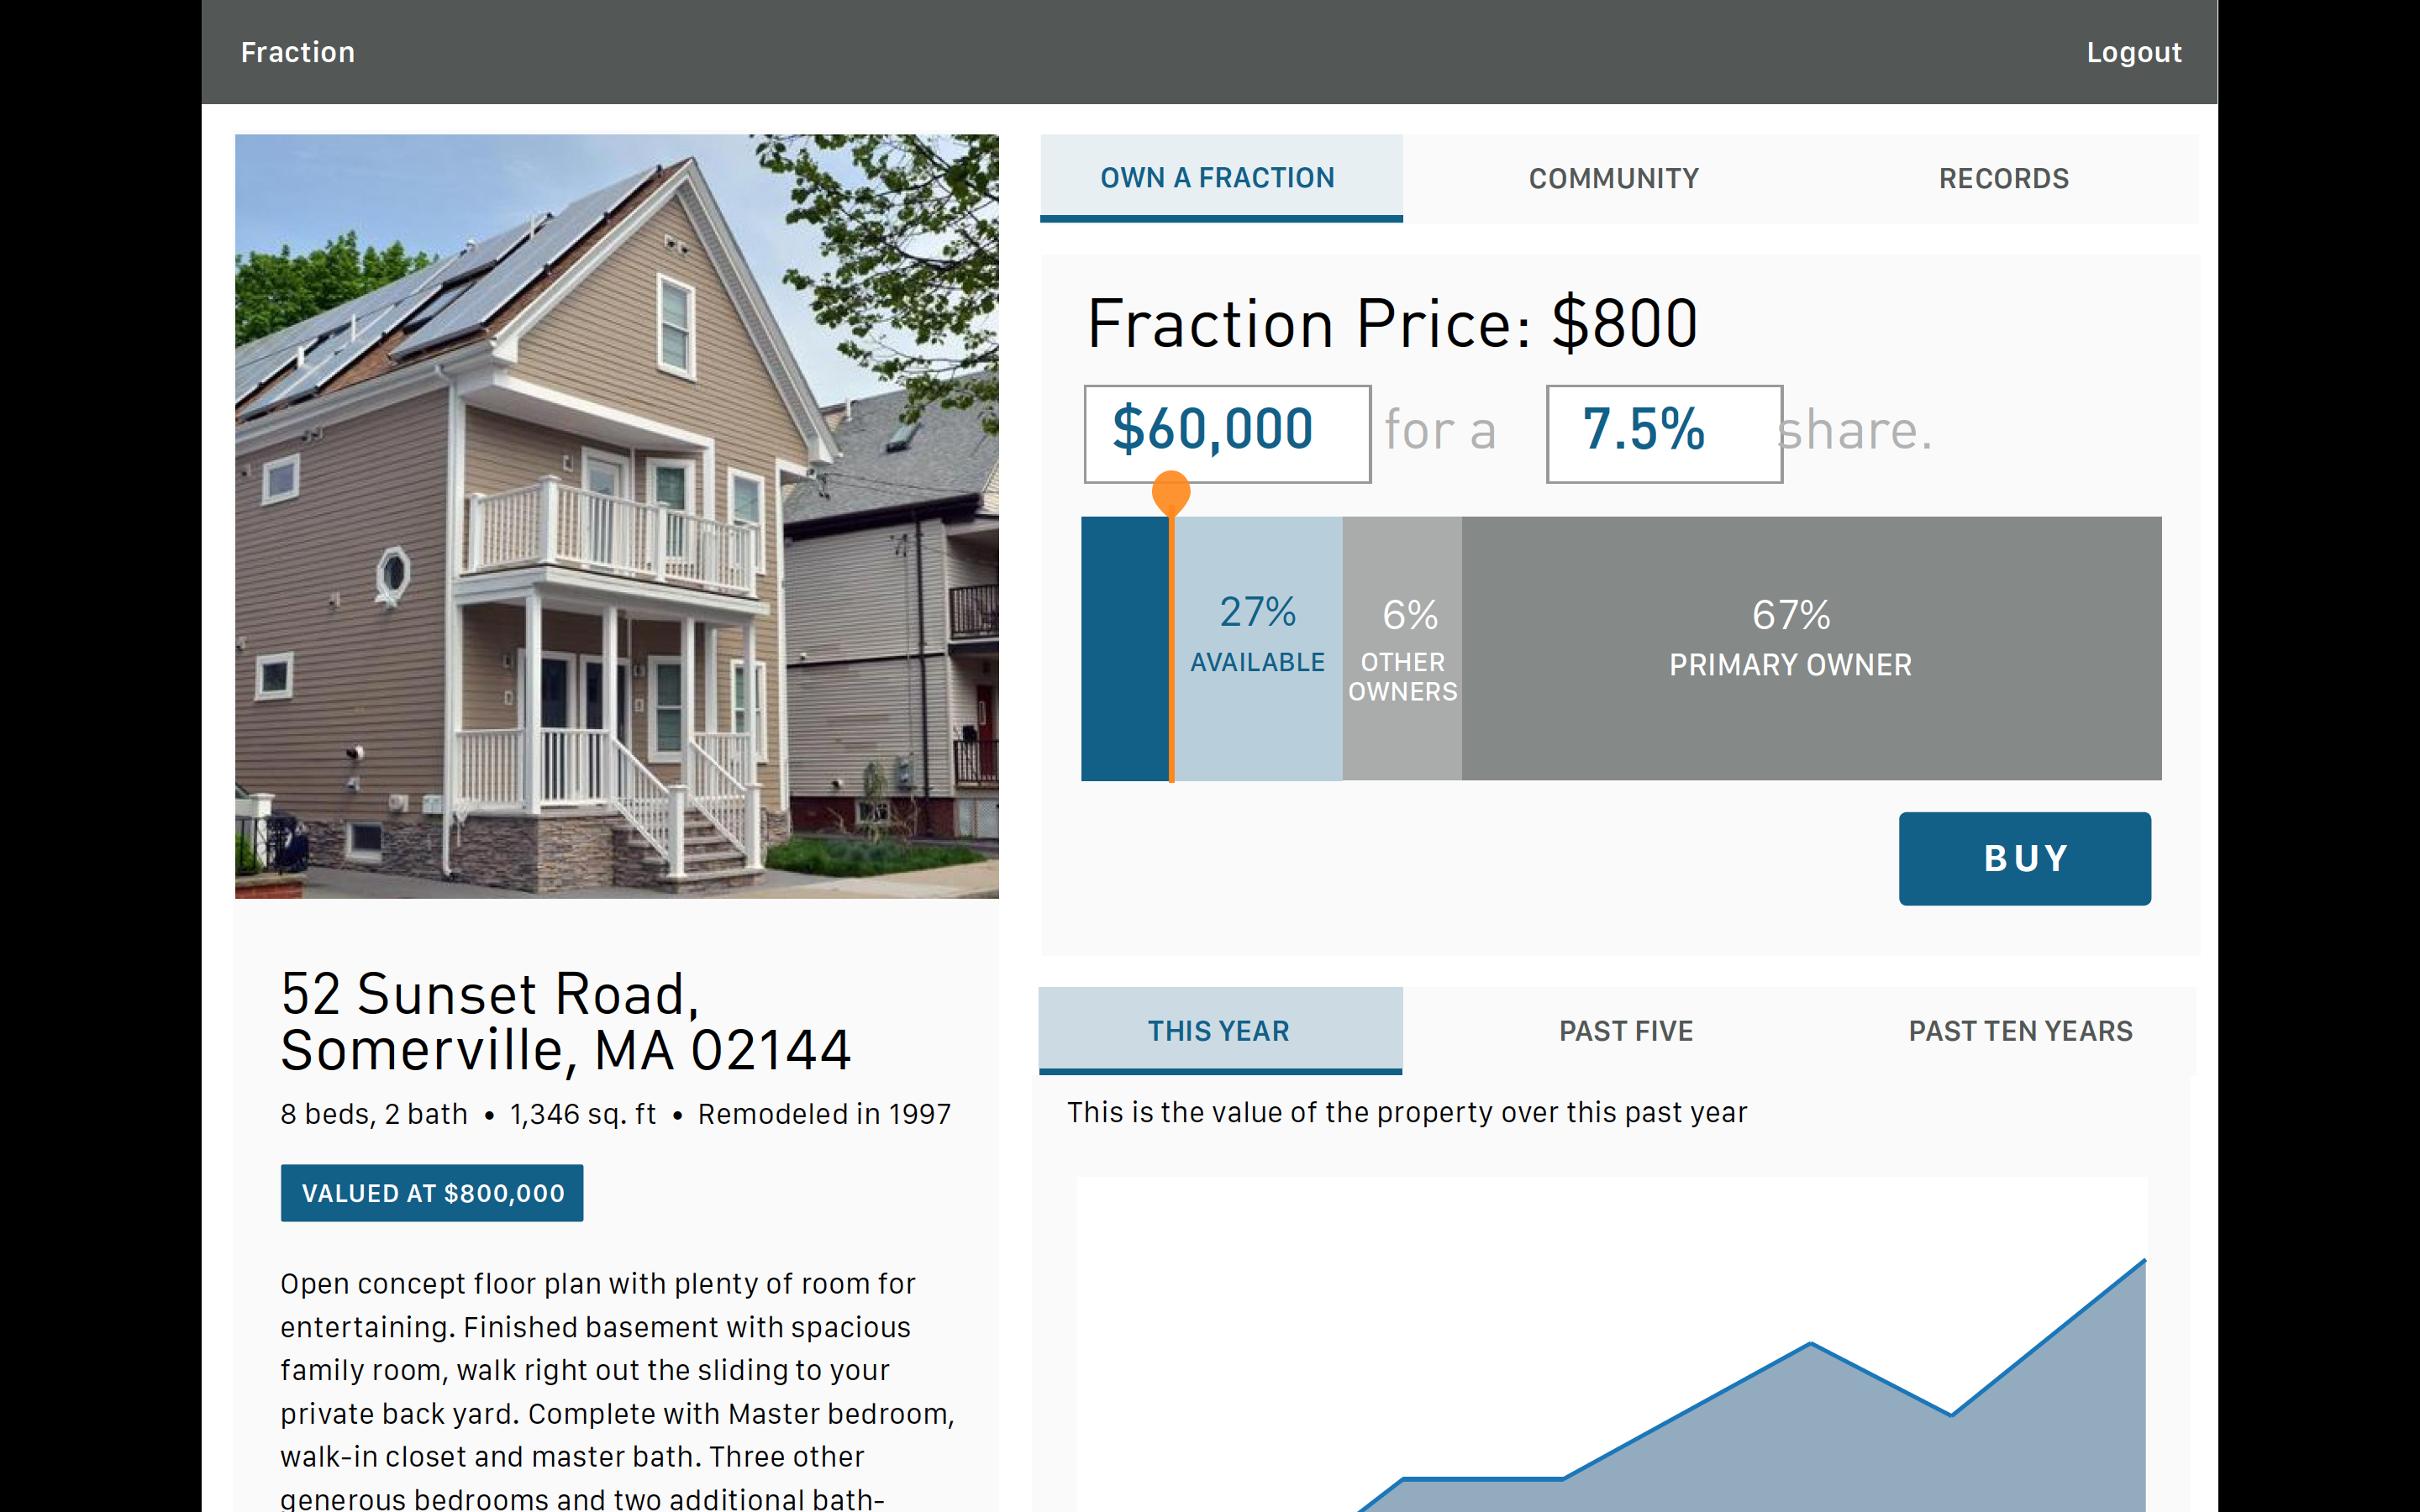 Fraction
Logout
OWN A FRACTION
COMMUNITY
RECORDS
Fraction Price: $800
$60,000 for a 7.5% share.
27%
AVAILABLE
6%
OTHER
OWNERS
67%
PRIMARY OWNER
BUY
52 Sunset Road,
Somerville, MA 02144
8 beds, 2 bath • 1,346 sq. ft • Remodeled in 1997
VALUED AT $800,000
Open concept floor plan with plenty of room for
entertaining. Finished basement with spacious
family room, walk right out the sliding to your
private back yard. Complete with Master bedroom,
walk-in closet and master bath. Three other
generous bedrooms and two additional bath-
THIS YEAR
PAST FIVE
PAST TEN YEARS
This is the value of the property over this past year